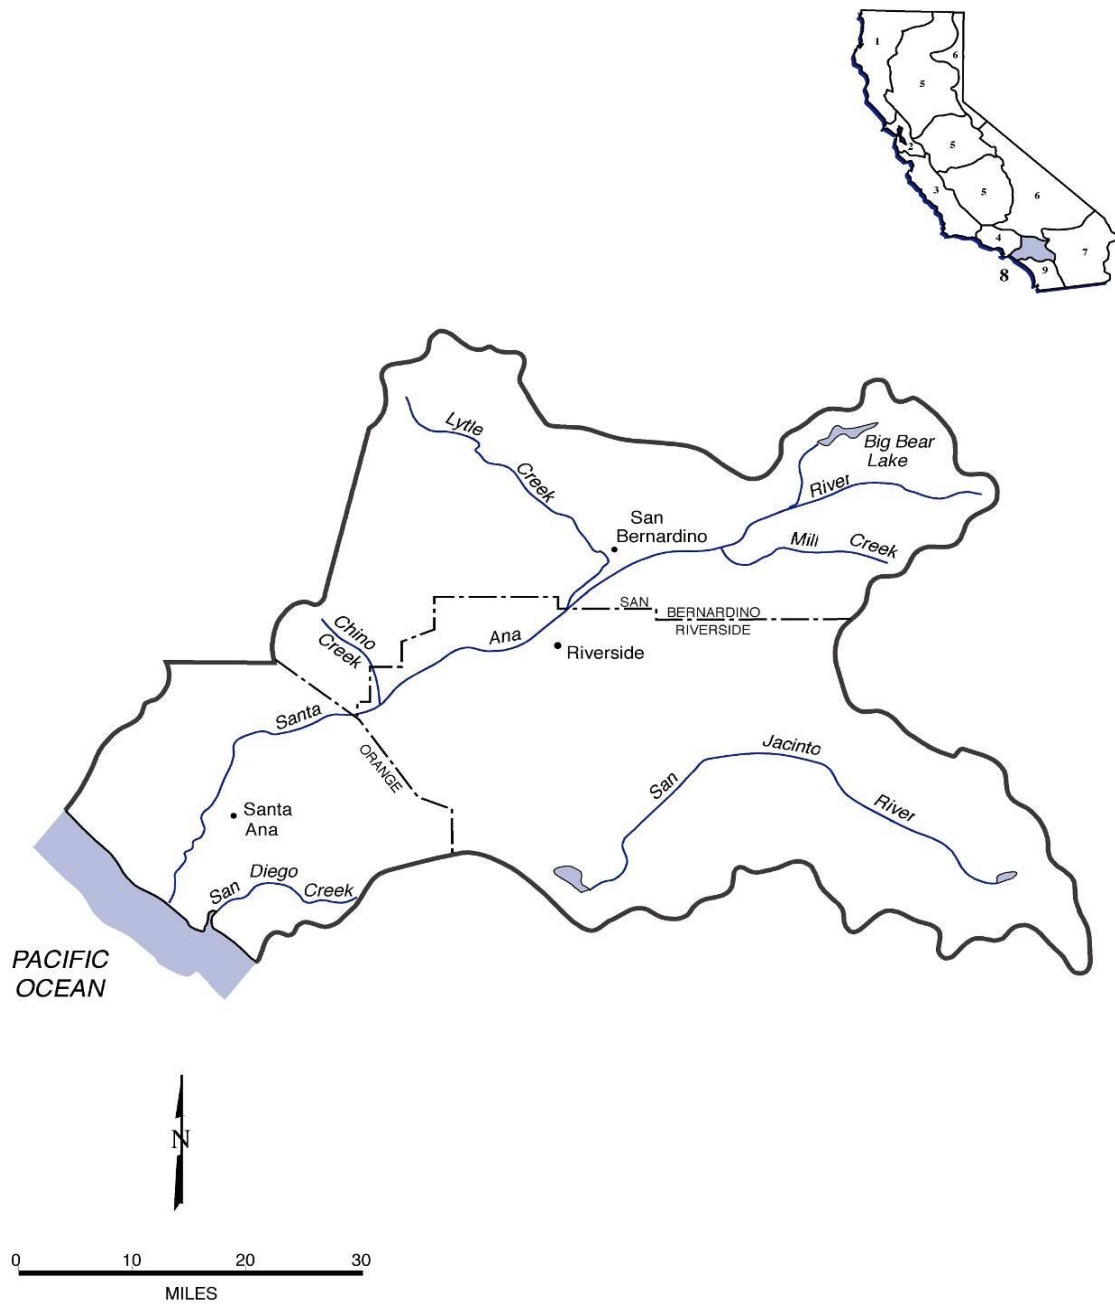 1
6
5
2
5
3
5
6
4
7
8
9
Lytle
Creek
Big Bear
Lake
River
San
Bernardino
Mill Creek
SAN BERNARDINO
RIVERSIDE
Chino
Creek
Ana
Riverside
Santa
ORANGE
San Jacinto River
Santa
Ana
San Diego Creek
PACIFIC
OCEAN
N
0 10 20 30
MILES